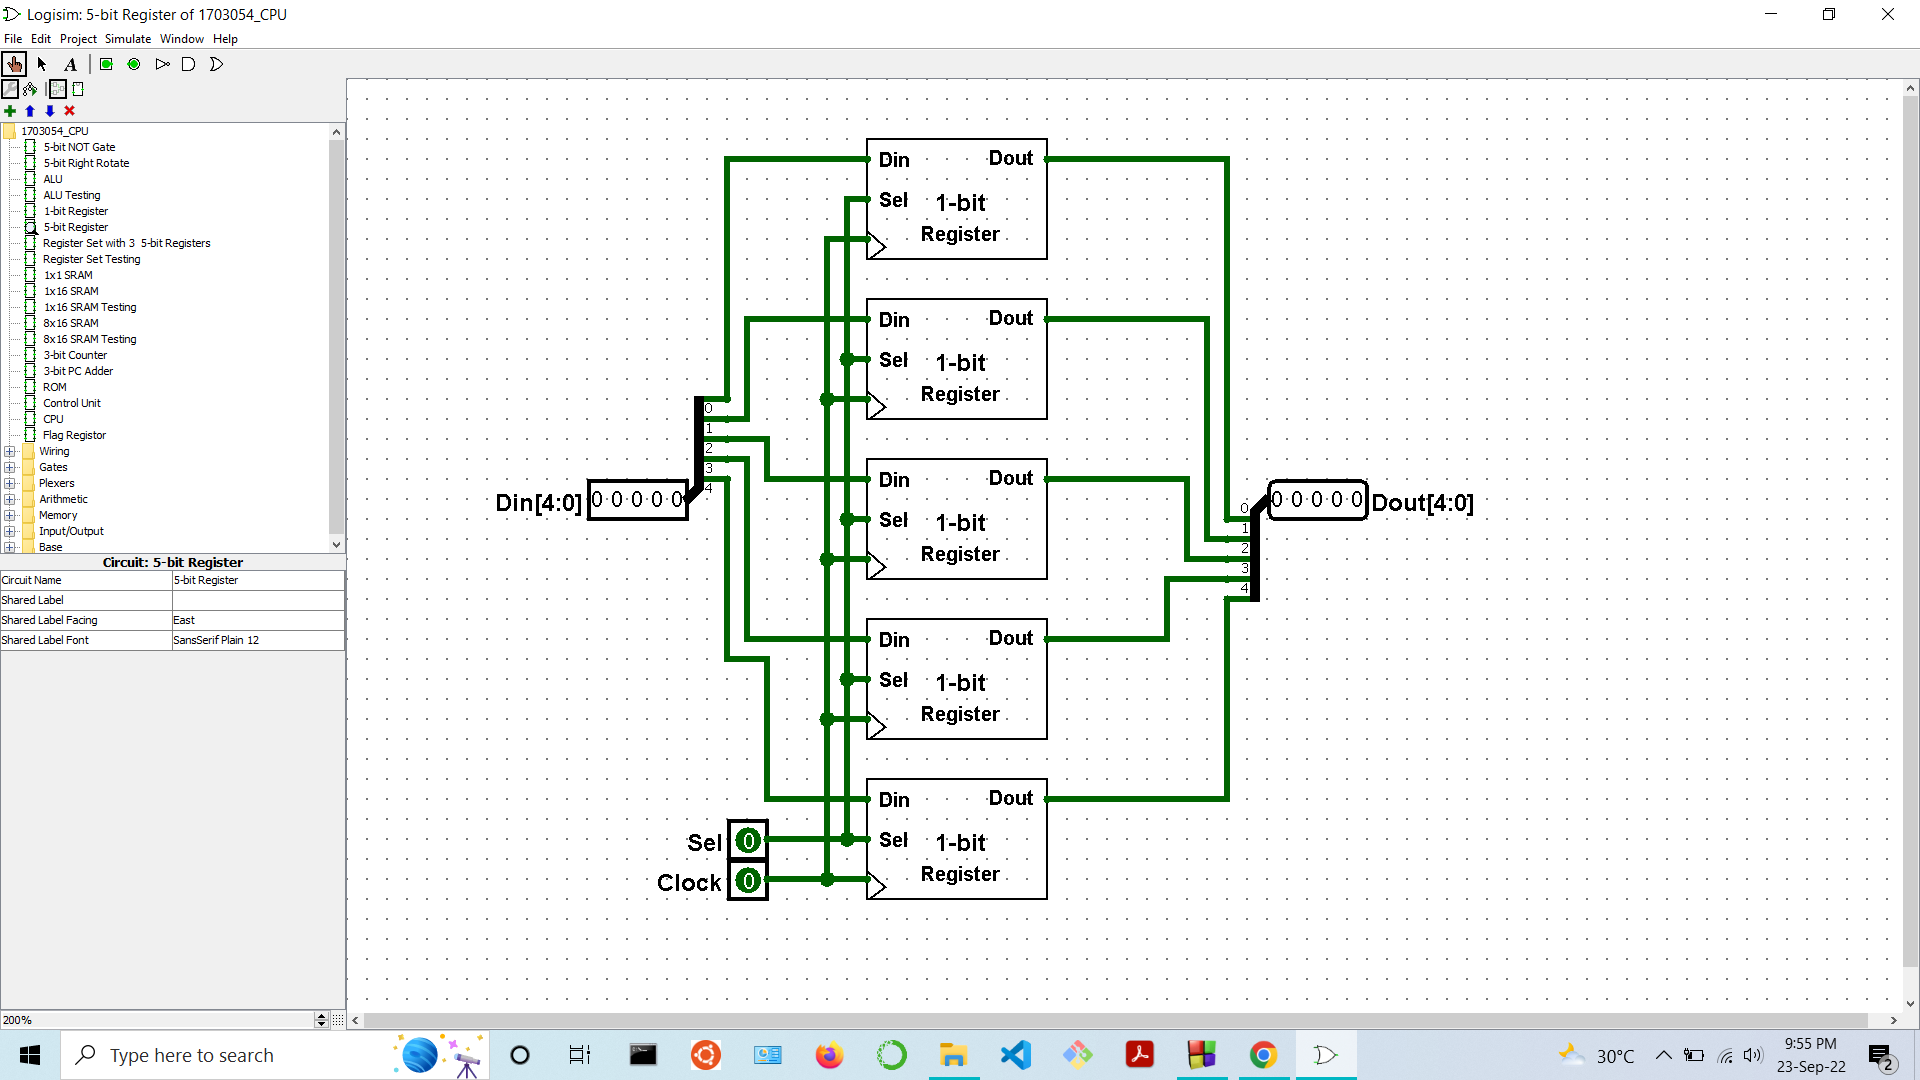 Logisim: 5-bit Register of 1703054_CPU
File Edit Project Simulate Window Help
A
1703054_CPU
5-bit NOT Gate
5-bit Right Rotate
ALU
ALU Testing
1-bit Register
5-bit Register
Register Set with 3 5-bit Registers
Register Set Testing
1x1 SRAM
1x16 SRAM
1x16 SRAM Testing
8x16 SRAM
8x16 SRAM Testing
3-bit Counter
3-bit PC Adder
ROM
Control Unit
CPU
Flag Registor
Wiring
Gates
Plexers
Arithmetic
Memory
Input/Output
Base
Circuit: 5-bit Register
Circuit Name 5-bit Register
Shared Label
Shared Label Facing East
Shared Label Font SansSerif Plain 12
200%
Din Dout
Sel 1-bit
Register
Din Dout
Sel 1-bit
Register
Din Dout
Sel 1-bit
Register
Din Dout
Sel 1-bit
Register
Din Dout
Sel 1-bit
Register
0
1
2
3
4
Din[4:0] 0 0 0 0 0
Sel 0
Clock 0
0
1
2
3
4
0 0 0 0 0 Dout[4:0]
Type here to search
30°C
9:55 PM
23-Sep-22
2